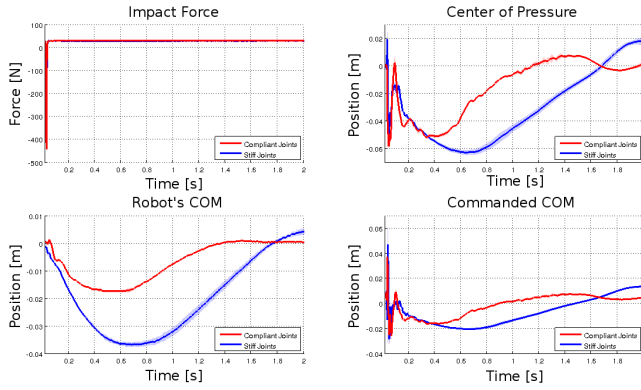 Impact Force
Force [N]
100
50
0
-100
-200
-300
-400
-500
0.2 0.4 0.6 0.8 1 1.2 1.4 1.6 1.8 2
Compliant Joints
Stiff Joints
Time [s]
Center of Pressure
Position [m]
0.02
0
-0.02
-0.04
-0.06
0.2 0.4 0.6 0.8 1 1.2 1.4 1.6 1.8
Compliant Joints
Stiff Joints
Time [s]
Robot's COM
Position [m]
0.01
0
-0.01
-0.02
-0.03
-0.04
0.2 0.4 0.6 0.8 1 1.2 1.4 1.6 1.8 2
Compliant Joints
Stiff Joints
Time [s]
Commanded COM
Position [m]
0.06
0.04
0.02
0
-0.02
-0.04
0.2 0.4 0.6 0.8 1 1.2 1.4 1.6 1.8
Compliant Joints
Stiff Joints
Time [s]